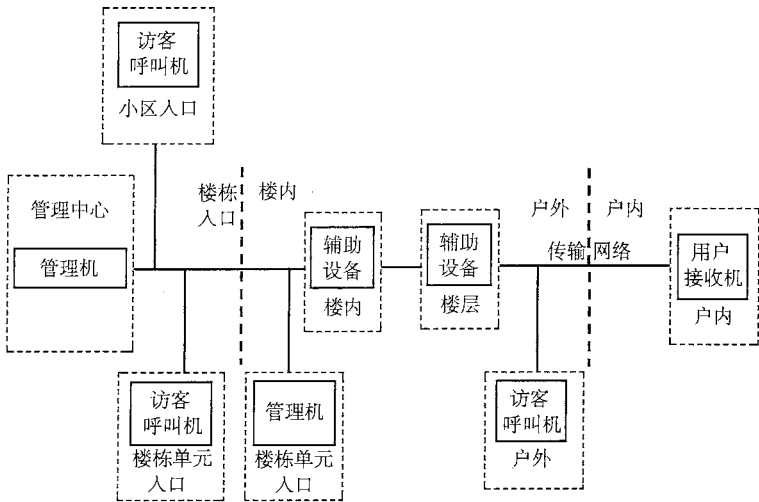 访客
呼叫机
小区入口
管理中心
管理机
楼栋
入口
楼内
辅助
设备
楼内
辅助
设备
楼层
户外
户内
传输网络
用户
接收机
户内
访客
呼叫机
楼栋单元
入口
管理机
楼栋单元
入口
访客
呼叫机
户外